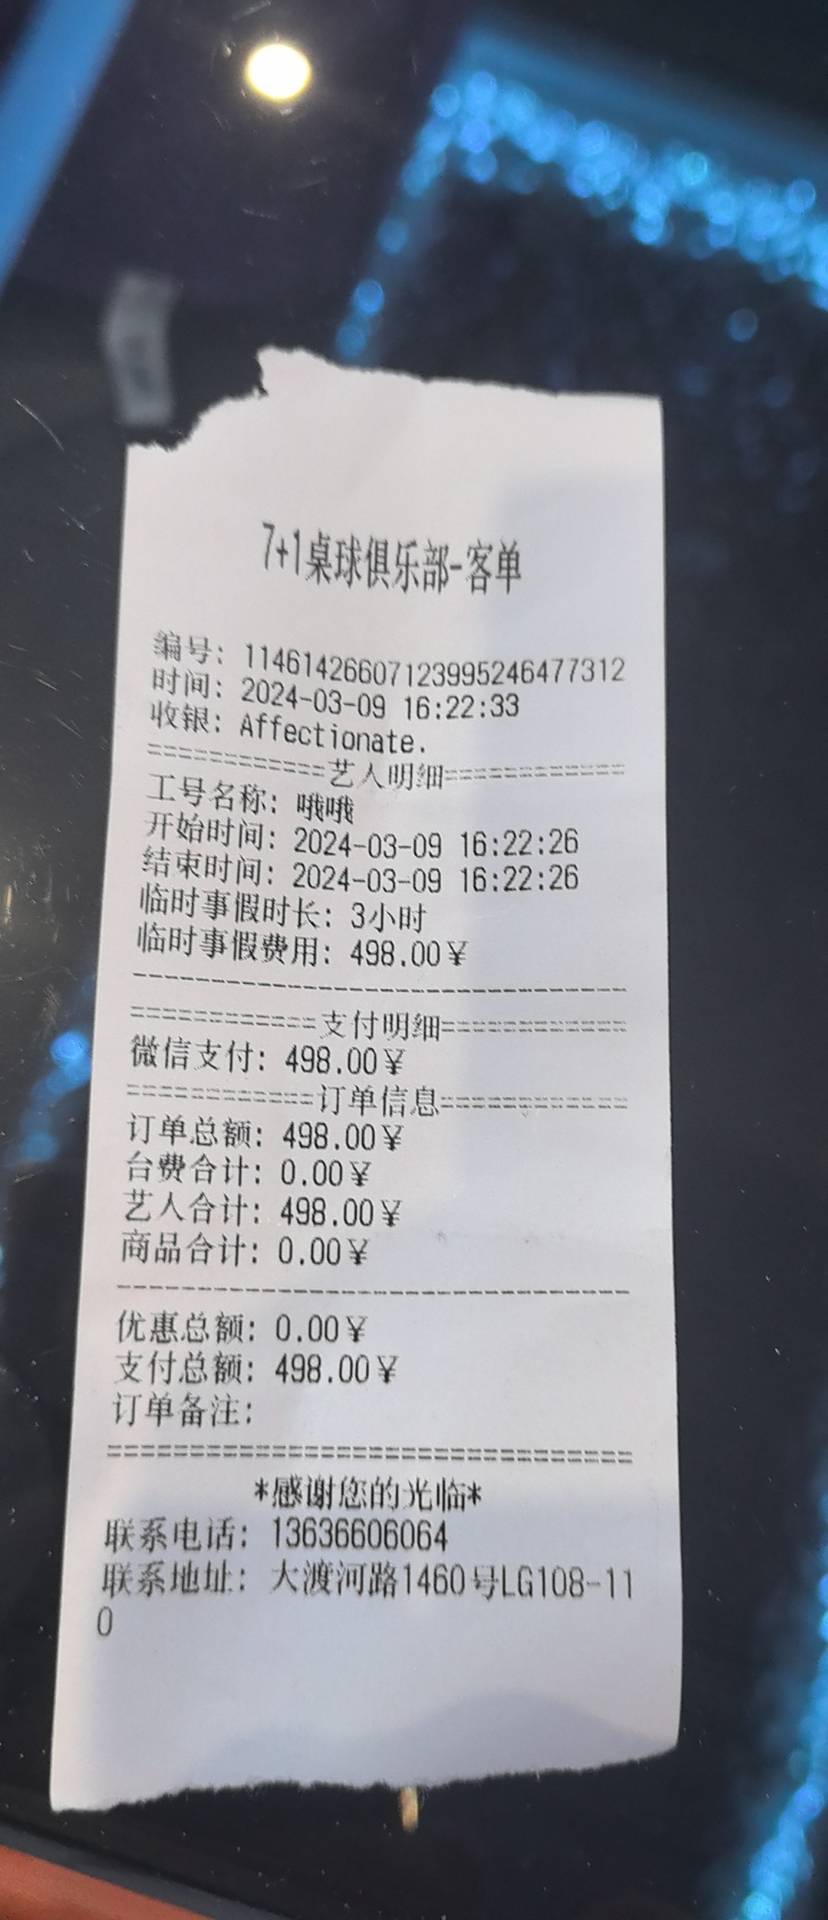 7+1桌球俱乐部-客单
编号: 114614266071239952464​77312
时间: 2024-03-09 16:22:33
收银: Affectionate.
============艺人明细============
工号名称: 哦哦
开始时间: 2024-03-09 16:22:26
结束时间: 2024-03-09 16:22:26
临时事假时长: 3小时
临时事假费用: 498.00¥
--------------------------------
============支付明细============
微信支付: 498.00¥
============订单信息============
订单总额: 498.00¥
台费合计: 0.00¥
艺人合计: 498.00¥
商品合计: 0.00¥
--------------------------------
优惠总额: 0.00¥
支付总额: 498.00¥
订单备注:
================================
*感谢您的光临*
联系电话: 13636606064
联系地址: 大渡河路1460号LG108-11
0